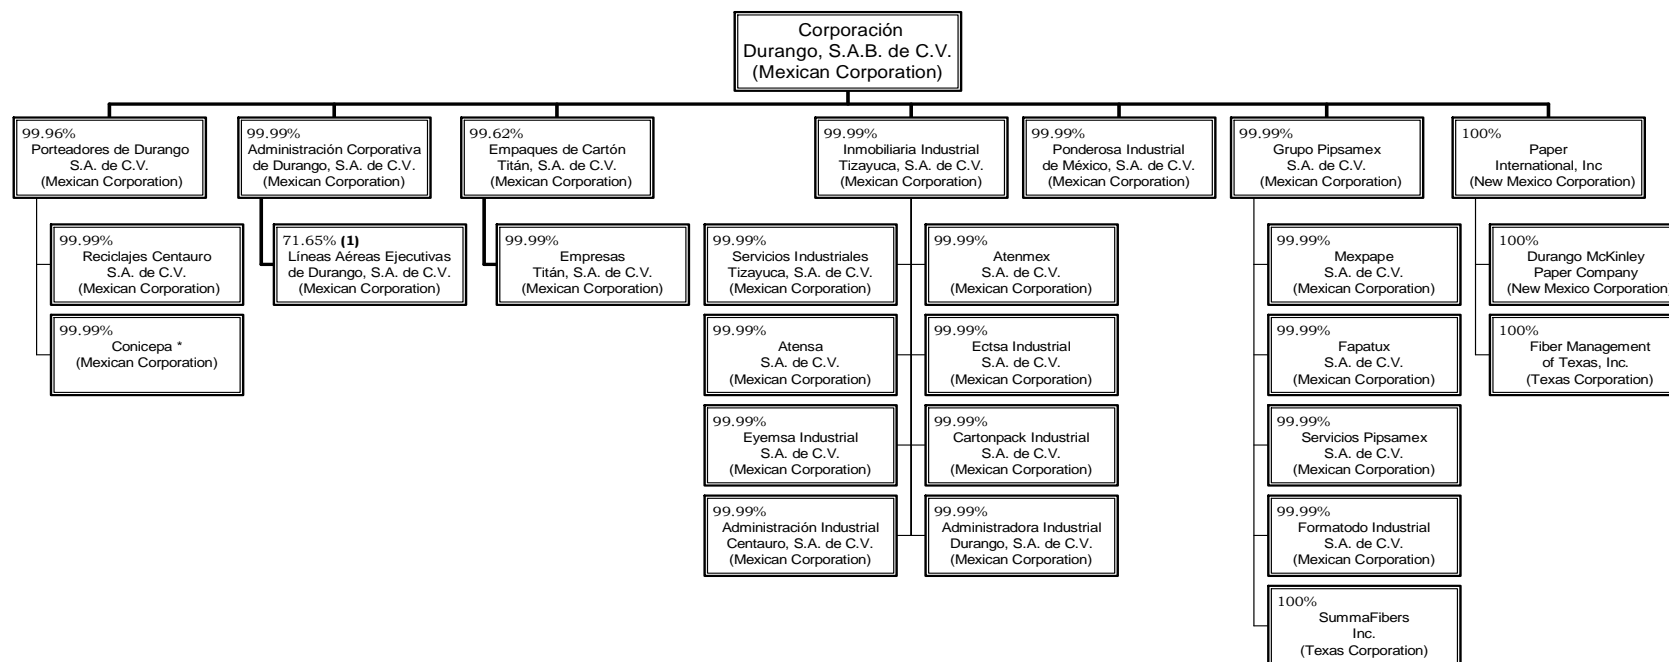 Corporación
Durango, S.A.B. de C.V.
(Mexican Corporation)
99.96%
Porteadores de Durango
S.A. de C.V.
(Mexican Corporation)
99.99%
Administración Corporativa
de Durango, S.A. de C.V.
(Mexican Corporation)
99.62%
Empaques de Cartón
Titán, S.A. de C.V.
(Mexican Corporation)
99.99%
Inmobiliaria Industrial
Tizayuca, S.A. de C.V.
(Mexican Corporation)
99.99%
Ponderosa Industrial
de México, S.A. de C.V.
(Mexican Corporation)
99.99%
Grupo Pipsamex
S.A. de C.V.
(Mexican Corporation)
100%
Paper
International, Inc
(New Mexico Corporation)
99.99%
Reciclajes Centauro
S.A. de C.V.
(Mexican Corporation)
99.99%
Conicepa *
(Mexican Corporation)
71.65% (1)
Líneas Aéreas Ejecutivas
de Durango, S.A. de C.V.
(Mexican Corporation)
99.99%
Empresas
Titán, S.A. de C.V.
(Mexican Corporation)
99.99%
Servicios Industriales
Tizayuca, S.A. de C.V.
(Mexican Corporation)
99.99%
Atenmex
S.A. de C.V.
(Mexican Corporation)
99.99%
Atensa
S.A. de C.V.
(Mexican Corporation)
99.99%
Ectsa Industrial
S.A. de C.V.
(Mexican Corporation)
99.99%
Eyemsa Industrial
S.A. de C.V.
(Mexican Corporation)
99.99%
Cartonpack Industrial
S.A. de C.V.
(Mexican Corporation)
99.99%
Administración Industrial
Centauro, S.A. de C.V.
(Mexican Corporation)
99.99%
Administradora Industrial
Durango, S.A. de C.V.
(Mexican Corporation)
99.99%
Mexpape
S.A. de C.V.
(Mexican Corporation)
99.99%
Fapatux
S.A. de C.V.
(Mexican Corporation)
99.99%
Servicios Pipsamex
S.A. de C.V.
(Mexican Corporation)
99.99%
Formatodo Industrial
S.A. de C.V.
(Mexican Corporation)
100%
SummaFibers
Inc.
(Texas Corporation)
100%
Durango McKinley
Paper Company
(New Mexico Corporation)
100%
Fiber Management
of Texas, Inc.
(Texas Corporation)